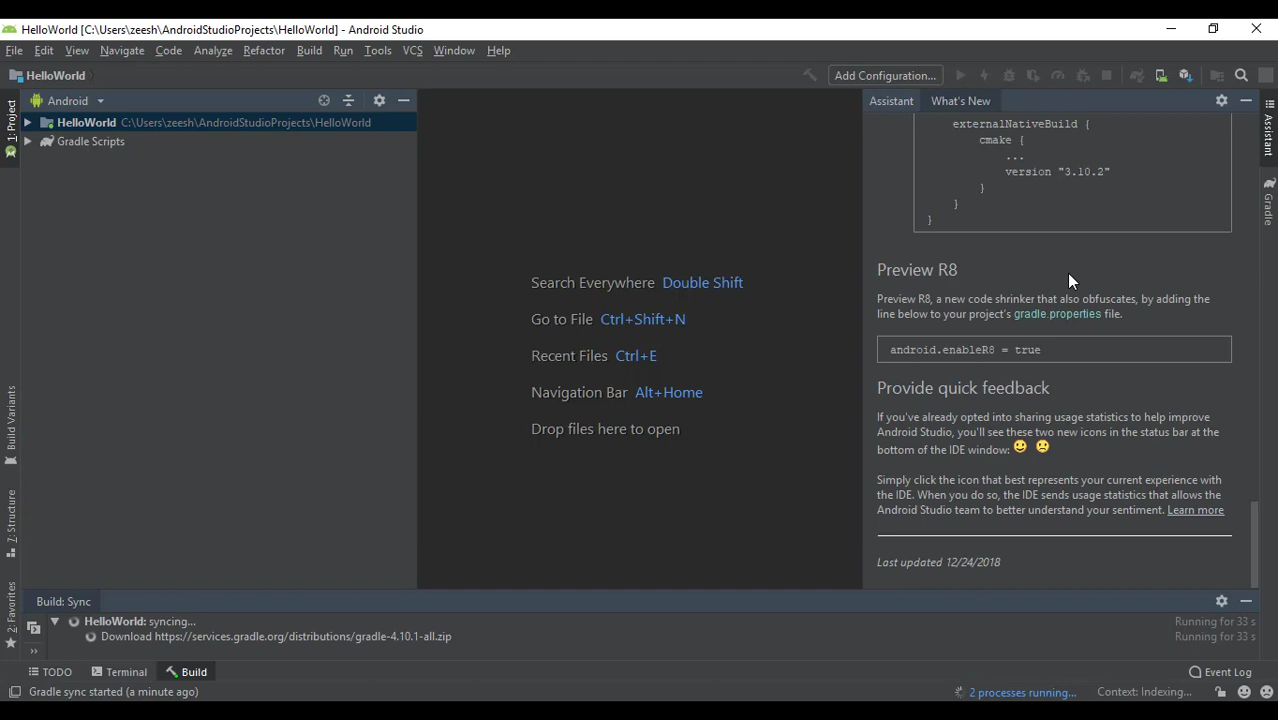 HelloWorld [C:\Users\zeesh\AndroidStudioProjects\HelloWorld] - Android Studio
File Edit View Navigate Code Analyze Refactor Build Run Tools VCS Window Help
HelloWorld
Add Configuration...
1: Project
Build Variants
7: Structure
2: Favorites
Android
HelloWorld C:\Users\zeesh\AndroidStudioProjects\HelloWorld
Gradle Scripts
Search Everywhere Double Shift
Go to File Ctrl+Shift+N
Recent Files Ctrl+E
Navigation Bar Alt+Home
Drop files here to open
Assistant What's New
externalNativeBuild {
cmake {
...
version "3.10.2"
}
}
}
Preview R8
Preview R8, a new code shrinker that also obfuscates, by adding the
line below to your project's gradle.properties file.
android.enableR8 = true
Provide quick feedback
If you've already opted into sharing usage statistics to help improve
Android Studio, you'll see these two new icons in the status bar at the
bottom of the IDE window:
Simply click the icon that best represents your current experience with
the IDE. When you do so, the IDE sends usage statistics that allows the
Android Studio team to better understand your sentiment. Learn more
Last updated 12/24/2018
Assistant
Gradle
Build: Sync
HelloWorld: syncing... Running for 33 s
Download https://services.gradle.org/distributions/gradle-4.10.1-all.zip Running for 33 s
TODO Terminal Build Event Log
Gradle sync started (a minute ago) 2 processes running... Context: Indexing...